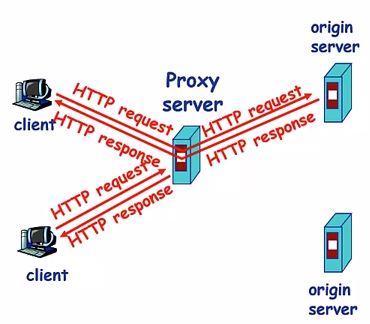 origin
server
Proxy
server
HTTP request
HTTP request
client
HTTP response
HTTP response
HTTP request
HTTP response
client
origin
server